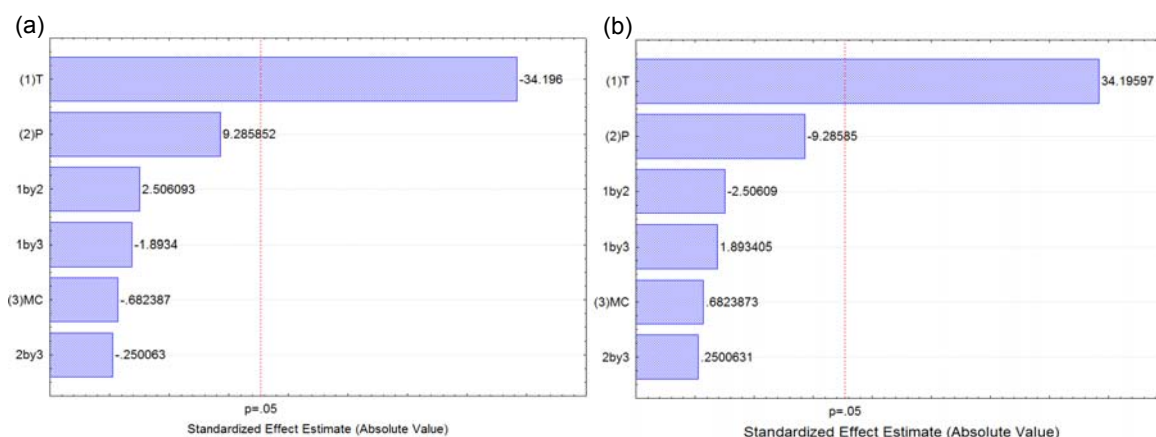 (a)
(1)T
-34.196
(2)P
9.285852
1by2
2.506093
1by3
-1.8934
(3)MC
-.682387
2by3
-.250063
p=.05
Standardized Effect Estimate (Absolute Value)
(b)
(1)T
34.19597
(2)P
-9.28585
1by2
-2.50609
1by3
1.893405
(3)MC
.6823873
2by3
.2500631
p=.05
Standardized Effect Estimate (Absolute Value)